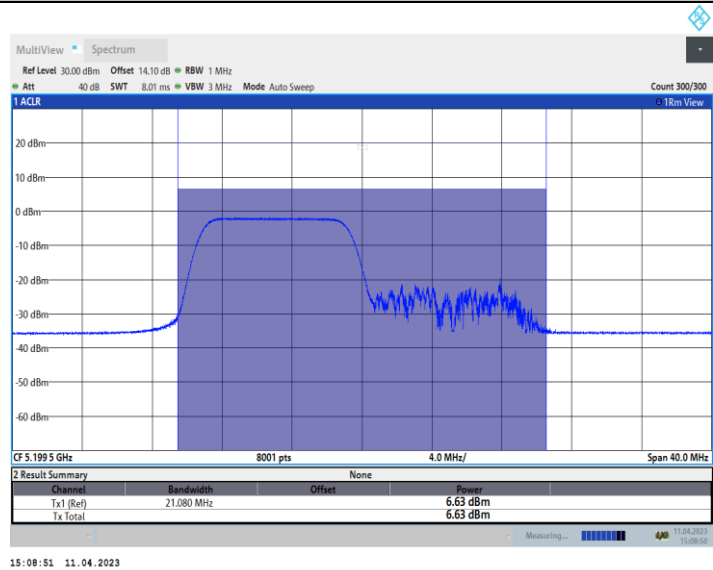 MultiView Spectrum
Ref Level 30.00 dBm Offset 14.10 dB RBW 1 MHz
Att 40 dB SWT 8.01 ms VBW 3 MHz Mode Auto Sweep Count 300/300
1 ACLR 1Rm View
20 dBm
10 dBm
0 dBm
-10 dBm
-20 dBm
-30 dBm
-40 dBm
-50 dBm
-60 dBm
CF 5.199 5 GHz 8001 pts 4.0 MHz/ Span 40.0 MHz
2 Result Summary None
Channel Bandwidth Offset Power
Tx1 (Ref) 21.080 MHz 6.63 dBm
Tx Total 6.63 dBm
Measuring... 11.04.2023
15:08:50
15:08:51 11.04.2023